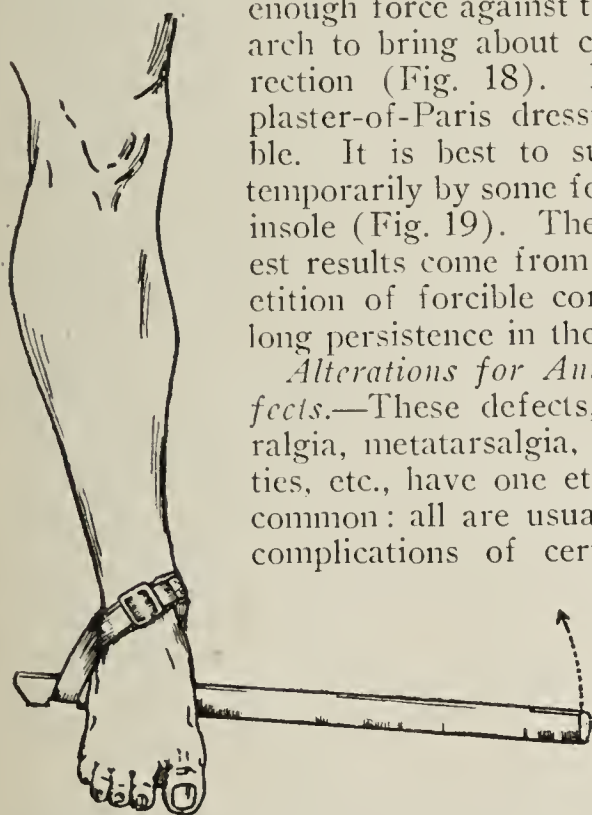 enough force against t
arch to bring about c
rection (Fig. 18).
plaster-of-Paris dress
ble. It is best to su
temporarily by some fo
insole (Fig. 19). The
est results come from
etition of forcible cor
long persistence in the
Alterations for An
fects.—These defects,
ralgia, metatarsalgia,
ties, etc., have one et
common: all are usua
complications of cer